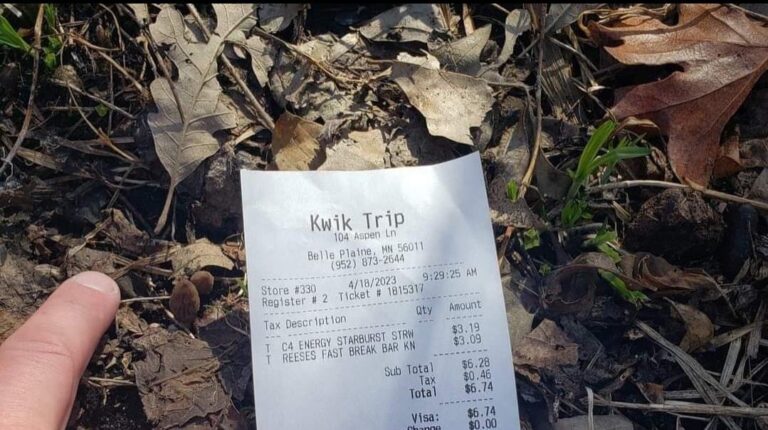 Kwik Trip
104 Aspen Ln
Belle Plaine, MN 56011
(952) 873-2644
Store #330 4/18/2023 9:29:25 AM
Register # 2 Ticket # 1815317
Tax Description Qty Amount
T C4 ENERGY STARBURST STRW $3.19
T REESES FAST BREAK BAR KN $3.09
Sub Total $6.28
Tax $0.46
Total $6.74
Visa: $6.74
Change $0.00